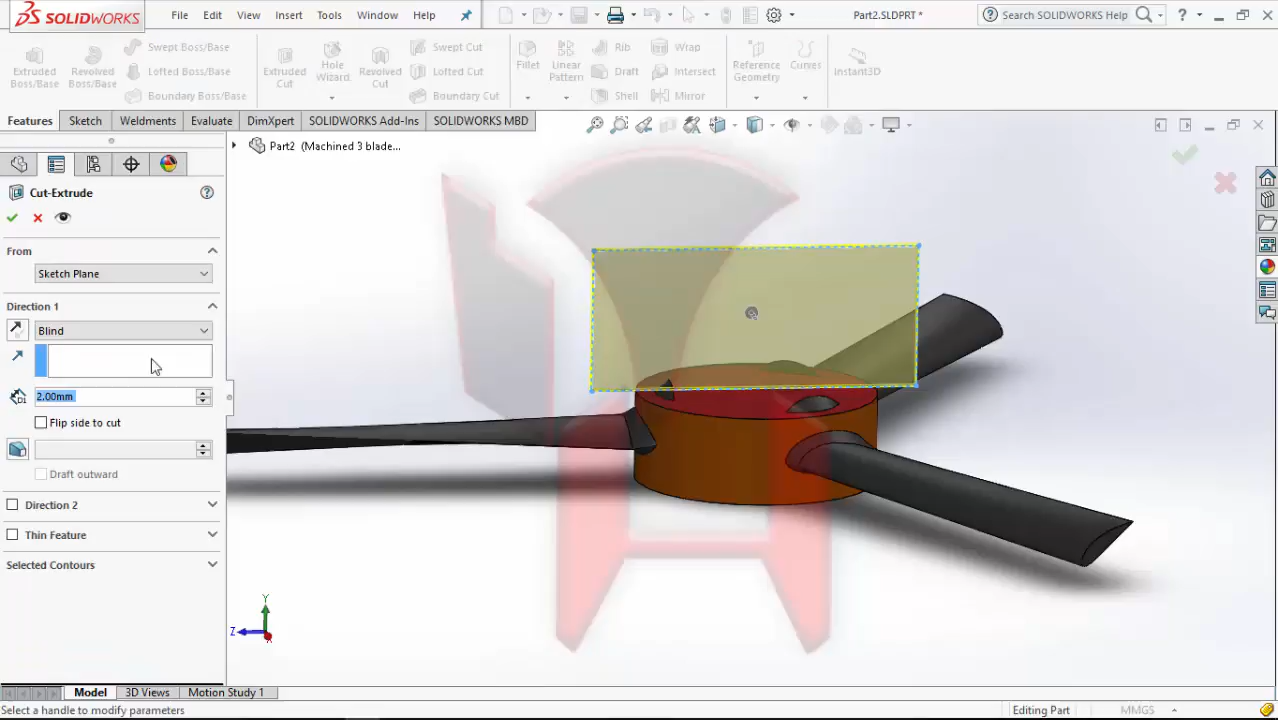 SOLIDWORKS
File Edit View Insert Tools Window Help
Part2.SLDPRT *
Search SOLIDWORKS Help
Extruded Boss/Base
Revolved Boss/Base
Swept Boss/Base
Lofted Boss/Base
Boundary Boss/Base
Extruded Cut
Hole Wizard
Revolved Cut
Swept Cut
Lofted Cut
Boundary Cut
Fillet
Linear Pattern
Rib
Draft
Shell
Wrap
Intersect
Mirror
Reference Geometry
Curves
Instant3D
Features Sketch Weldments Evaluate DimXpert SOLIDWORKS Add-Ins SOLIDWORKS MBD
Part2 (Machined 3 blade...
Cut-Extrude
From
Sketch Plane
Direction 1
Blind
2.00mm
Flip side to cut
Draft outward
Direction 2
Thin Feature
Selected Contours
Y
Z
X
Model 3D Views Motion Study 1
Select a handle to modify parameters
Editing Part
MMGS